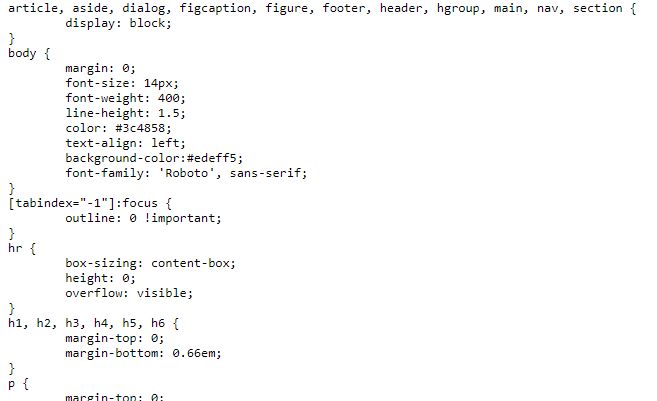 article, aside, dialog, figcaption, figure, footer, header, hgroup, main, nav, section {
display: block;
}
body {
margin: 0;
font-size: 14px;
font-weight: 400;
line-height: 1.5;
color: #3c4858;
text-align: left;
background-color:#edeff5;
font-family: 'Roboto', sans-serif;
}
[tabindex="-1"]:focus {
outline: 0 !important;
}
hr {
box-sizing: content-box;
height: 0;
overflow: visible;
}
h1, h2, h3, h4, h5, h6 {
margin-top: 0;
margin-bottom: 0.66em;
}
p {
margin-top: 0;